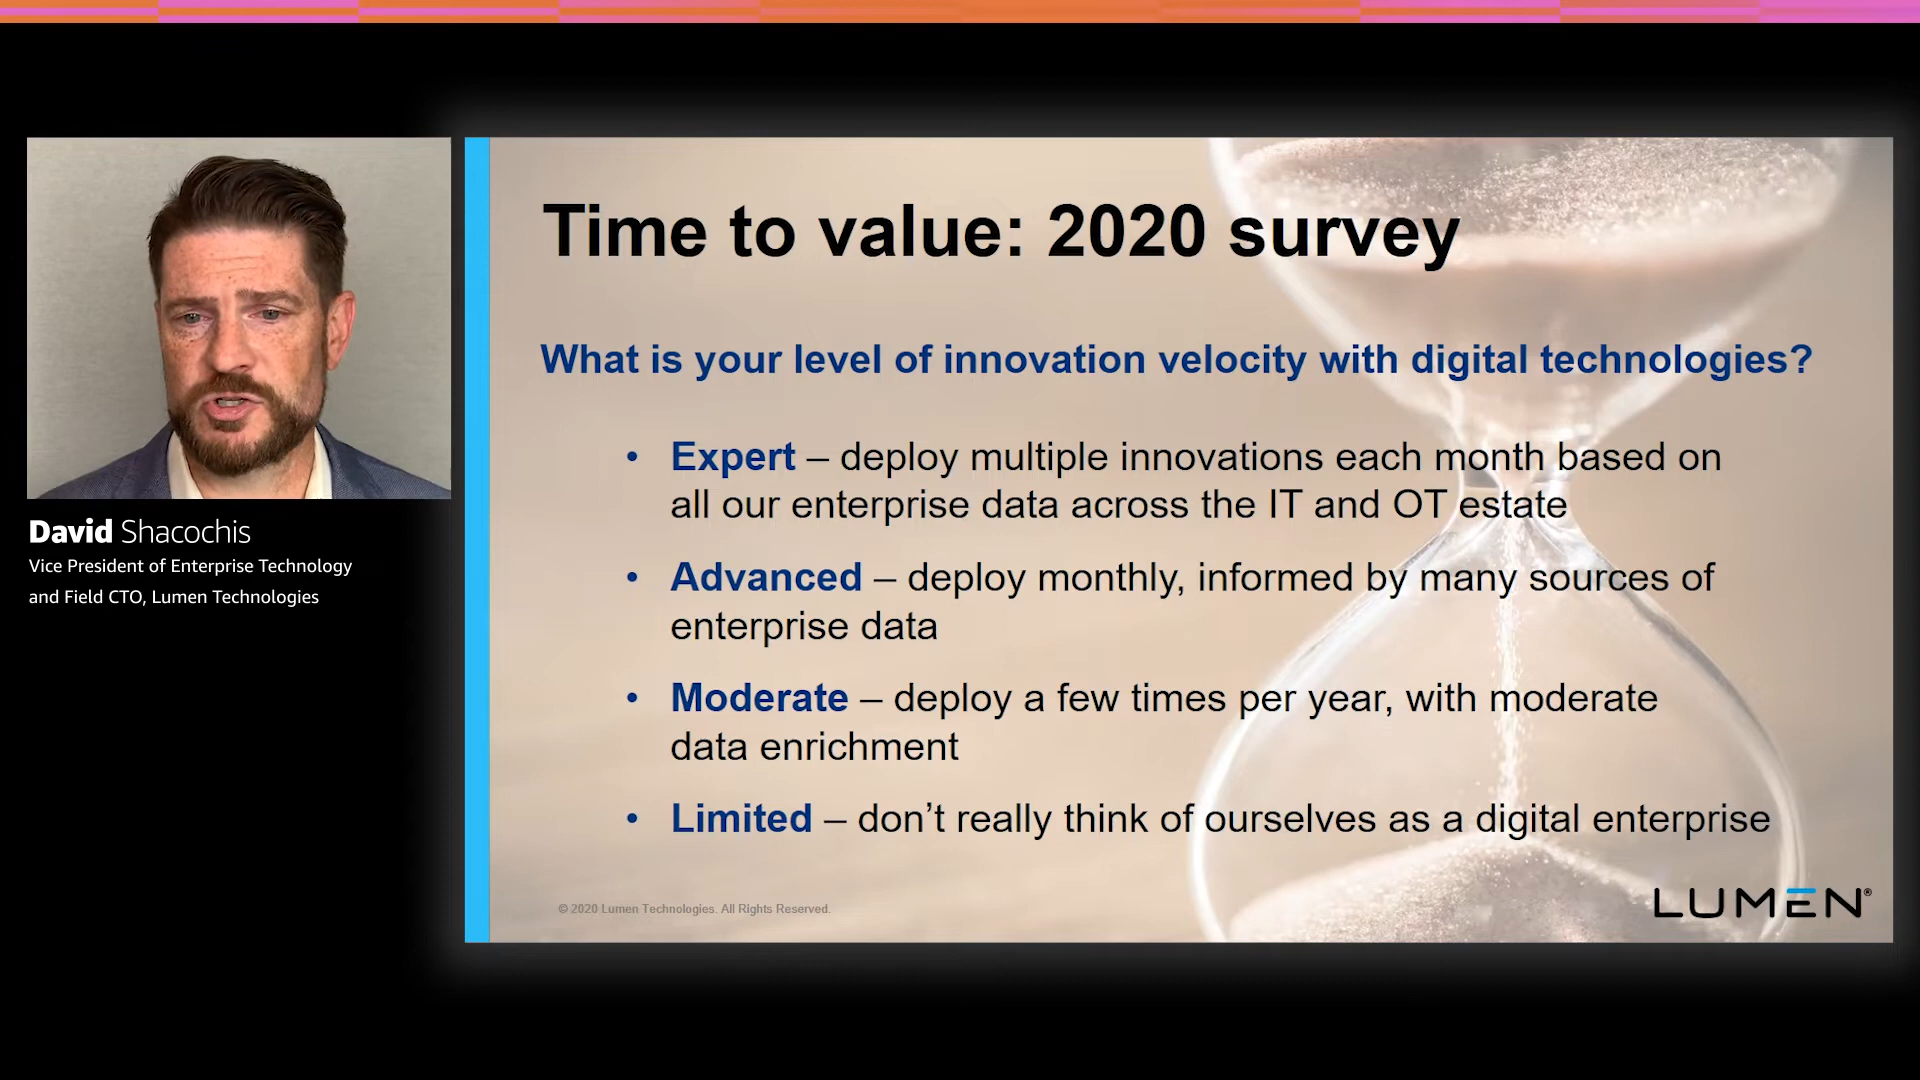 David Shacochis
Vice President of Enterprise Technology
and Field CTO, Lumen Technologies
Time to value: 2020 survey
What is your level of innovation velocity with digital technologies?
• Expert – deploy multiple innovations each month based on
all our enterprise data across the IT and OT estate
• Advanced – deploy monthly, informed by many sources of
enterprise data
• Moderate – deploy a few times per year, with moderate
data enrichment
• Limited – don’t really think of ourselves as a digital enterprise
© 2020 Lumen Technologies. All Rights Reserved.
LUMEN®